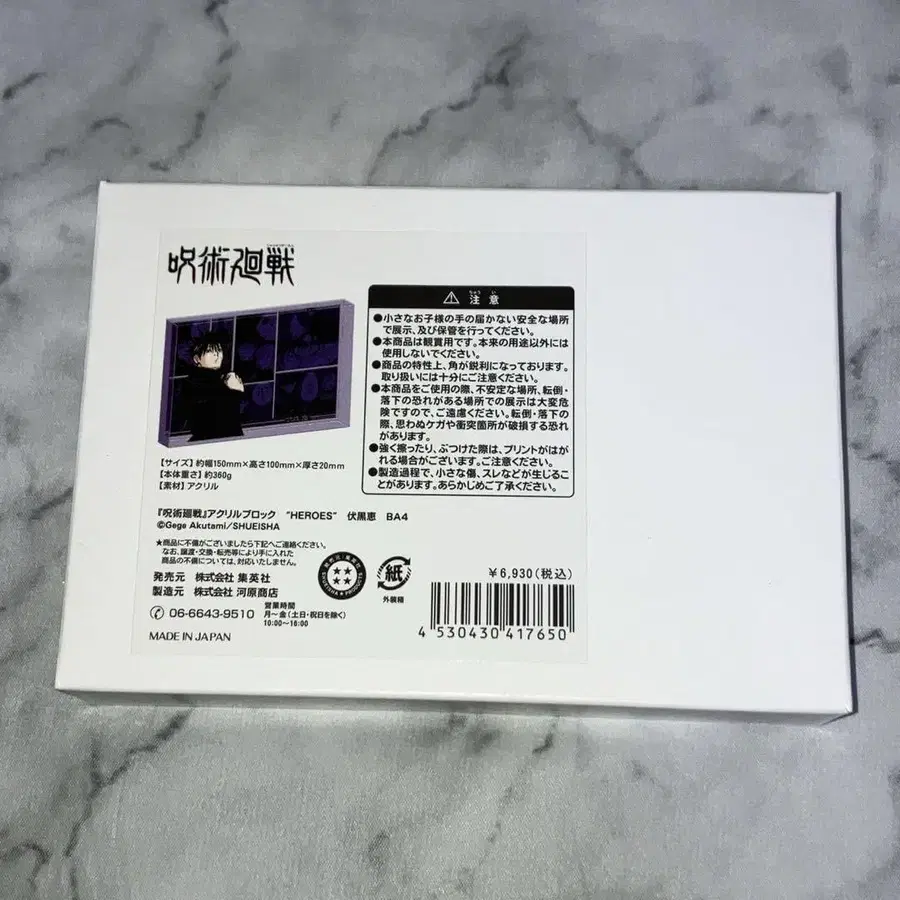 呪術廻戦
⚠ 注意
●小さなお子様の手の届かない安全な場所
で展示、及び保管を行ってください。
●本商品は観賞用です。本来の用途以外には
使用しないでください。
●商品の特性上、角が鋭利になっております。
取り扱いには十分にご注意ください。
●本商品をご使用の際、不安定な場所、転倒・
落下の恐れがある場所での展示は大変危
険ですので、ご遠慮ください。転倒・落下の
際、思わぬケガや衝突箇所が破損する恐れ
があります。
●強く擦ったり、ぶつけた際は、プリントがはが
れる場合がございます。ご注意ください。
●製造過程で、小さな傷、スレなどが生じるこ
とがあります。あらかじめご了承ください。
【サイズ】約幅150mm×高さ100mm×厚さ20mm
【本体重さ】約360g
【素材】アクリル
『呪術廻戦』アクリルブロック "HEROES" 伏黒恵 BA4
©Gege Akutami/SHUEISHA
★商品に不備がございましたら下記へご連絡ください。
なお、譲渡・交換・転売等により手に入れた
商品の不備については、対応いたしません。
発売元 株式会社 集英社
製造元 株式会社 河原商店
06-6643-9510
営業時間
月〜金(土日・祝日を除く)
10:00〜16:00
MADE IN JAPAN
紙
外装箱
¥6,930(税込)
4 530430 417650